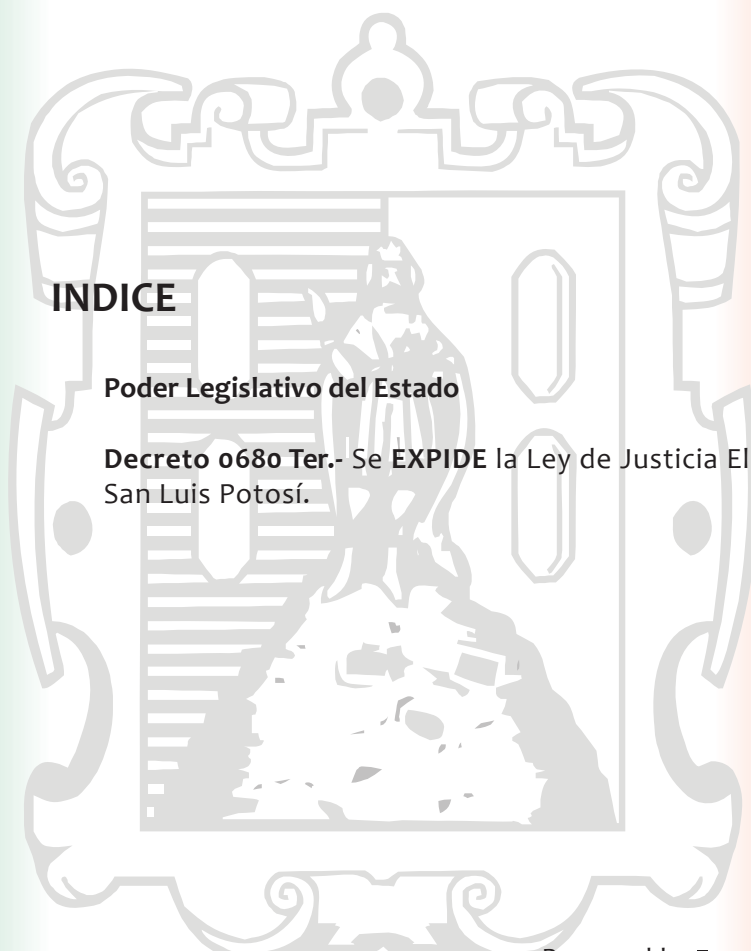 INDICE
Poder Legislativo del Estado
Decreto 0680 Ter.- Se EXPIDE la Ley de Justicia El
San Luis Potosí.